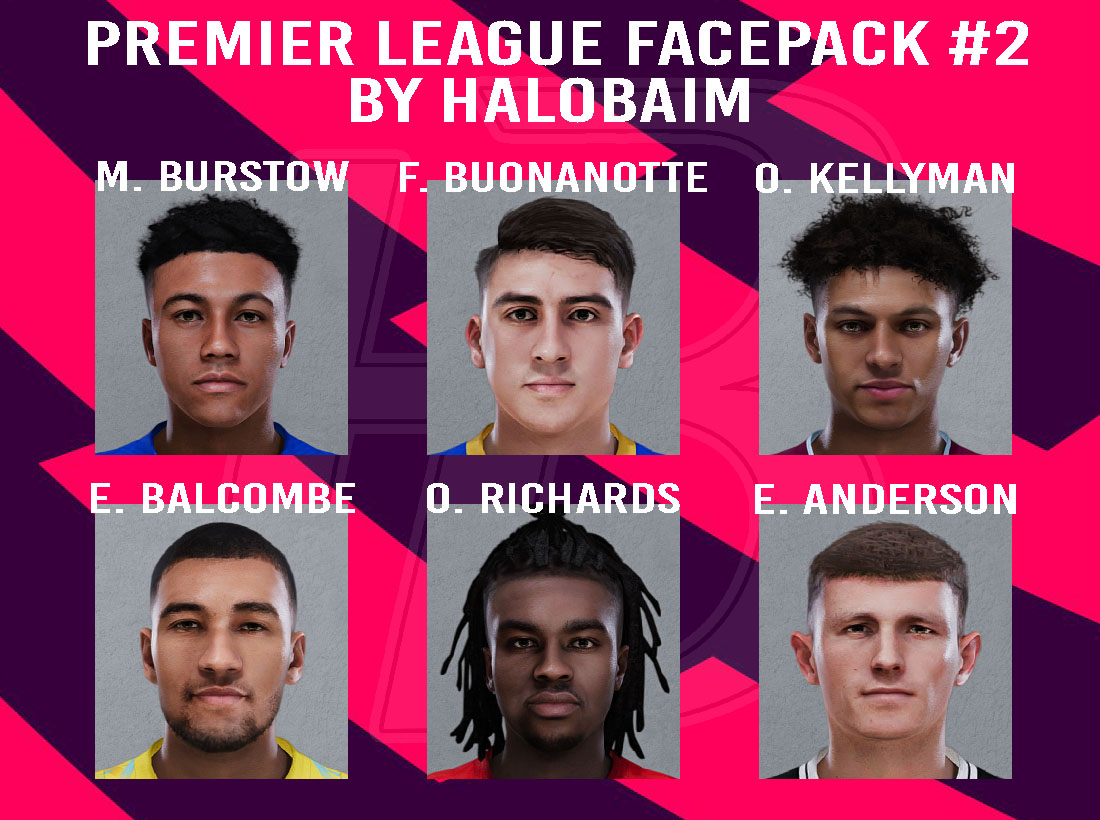 PREMIER LEAGUE FACEPACK #2
BY HALOBAIM
M. BURSTOW F. BUONANOTTE O. KELLYMAN
E. BALCOMBE O. RICHARDS E. ANDERSON